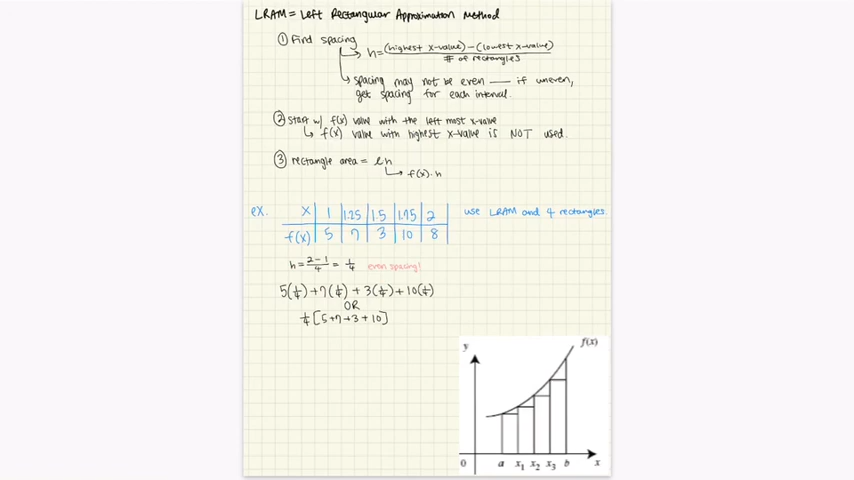 LRAM = Left Rectangular Approximation Method
① Find spacing
h = (highest x-value) - (lowest x-value) / # of rectangles
spacing may not be even — if uneven,
get spacing for each interval.
② Start w/ f(x) value with the left most x-value
f(x) value with highest x-value is NOT used.
③ rectangle area = lh
f(x)·h
ex.
x 1 1.25 1.5 1.75 2
use LRAM and 4 rectangles.
f(x) 5 7 3 10 8
h = 2-1/4 = 1/4 even spacing!
5(1/4) + 7(1/4) + 3(1/4) + 10(1/4)
OR
1/4 [5+7+3+10]
y f(x)
0 a x₁ x₂ x₃ b x